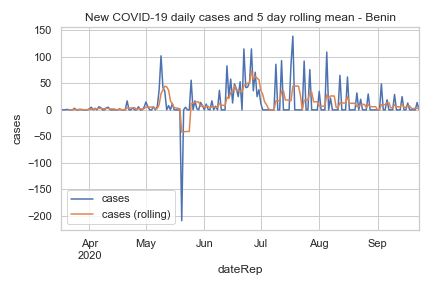 New COVID-19 daily cases and 5 day rolling mean - Benin
150
100
50
0
−50
−100
−150
−200
cases
cases
cases (rolling)
Apr
2020
May
Jun
Jul
Aug
Sep
dateRep